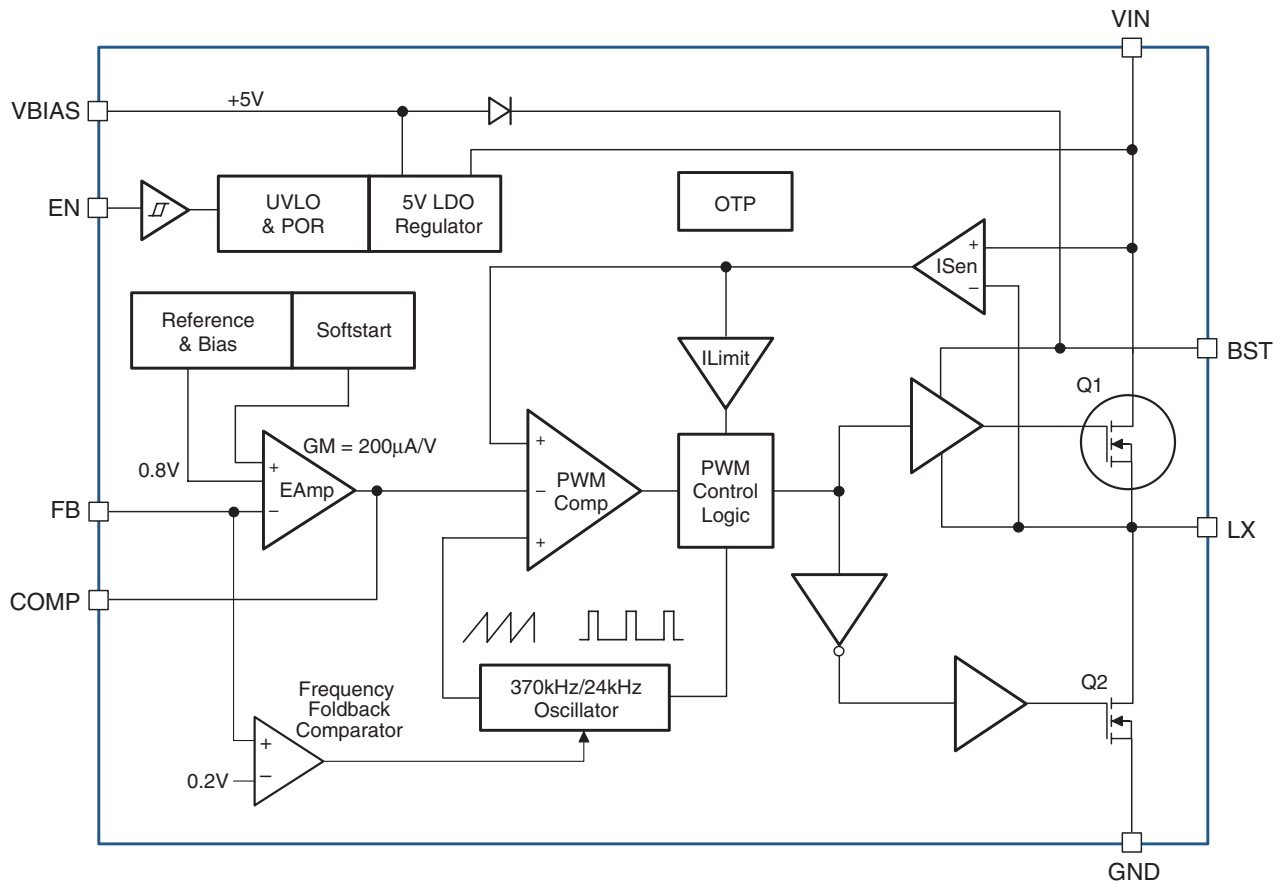 VIN
VBIAS
+5V
EN
UVLO
& POR
5V LDO
Regulator
OTP
+
ISen
−
Reference
& Bias
Softstart
ILimit
BST
Q1
GM = 200µA/V
0.8V
+
EAmp
−
+
−
PWM
Comp
+
PWM
Control
Logic
FB
LX
COMP
370kHz/24kHz
Oscillator
Frequency
Foldback
Comparator
Q2
+
0.2V
−
GND